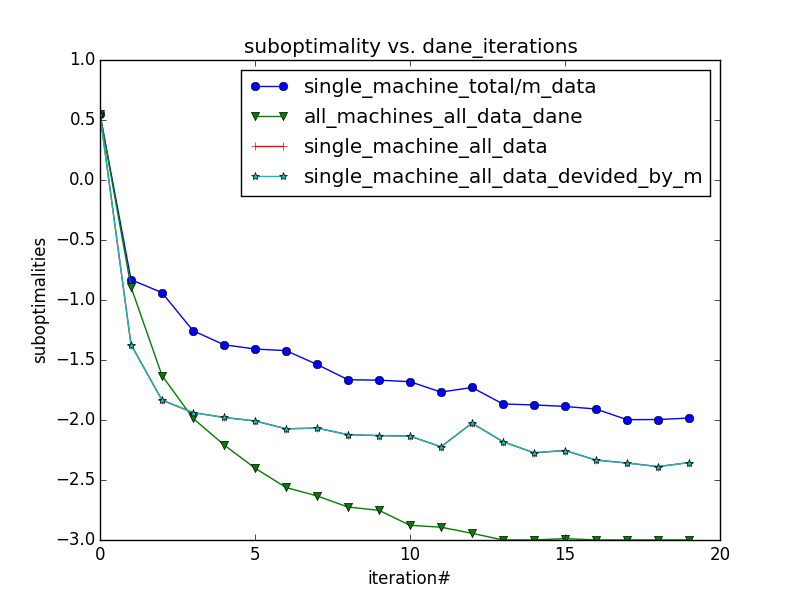 suboptimality vs. dane_iterations
single_machine_total/m_data
all_machines_all_data_dane
single_machine_all_data
single_machine_all_data_devided_by_m
suboptimalities
1.0
0.5
0.0
−0.5
−1.0
−1.5
−2.0
−2.5
−3.0
0 5 10 15 20
iteration#